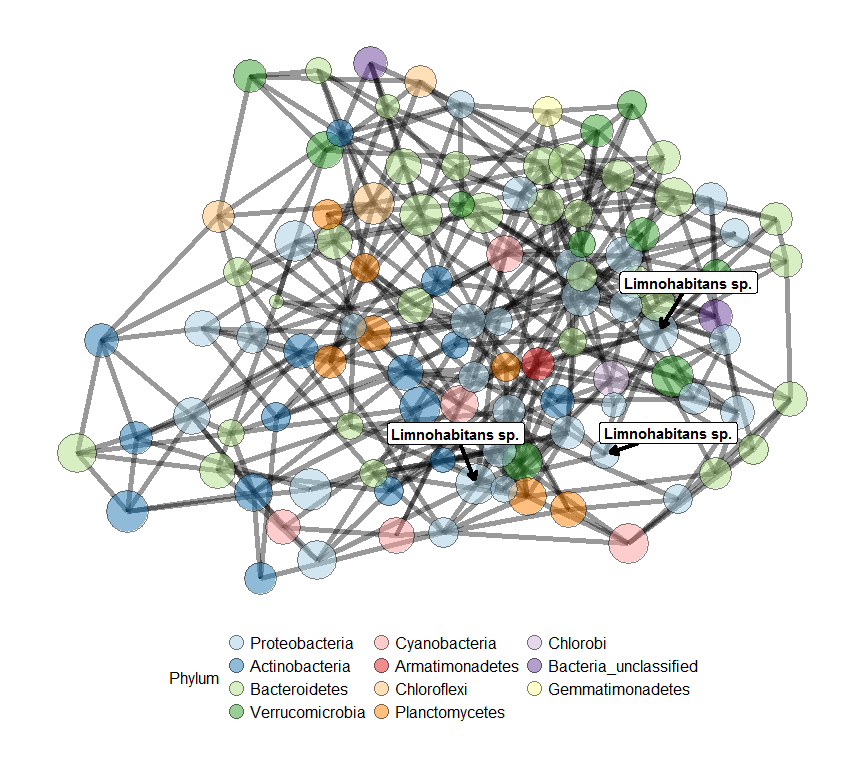 Limnohabitans sp.
Limnohabitans sp.
Limnohabitans sp.
Phylum
Proteobacteria
Actinobacteria
Bacteroidetes
Verrucomicrobia
Cyanobacteria
Armatimonadetes
Chloroflexi
Planctomycetes
Chlorobi
Bacteria_unclassified
Gemmatimonadetes